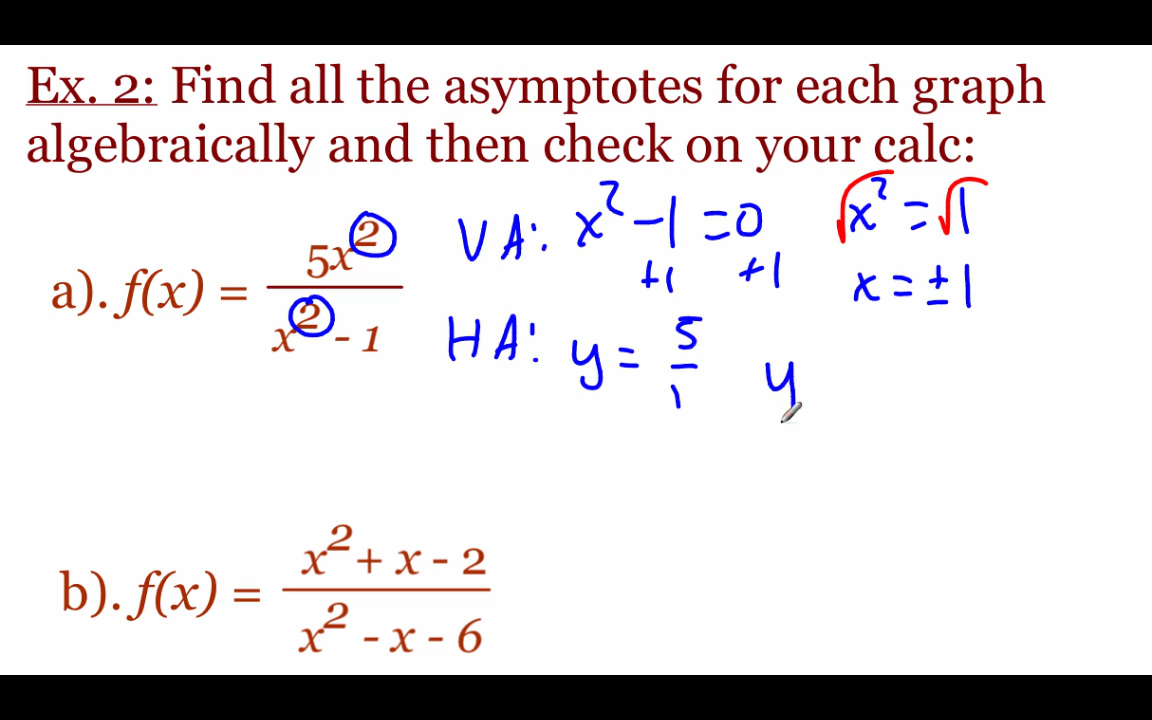 Ex. 2: Find all the asymptotes for each graph
algebraically and then check on your calc:
a). f(x) = 5x² / x² - 1
VA: x² - 1 = 0
+1 +1
√x² = √1
x = ± 1
HA: y = 5/1 y
b). f(x) = x² + x - 2 / x² - x - 6